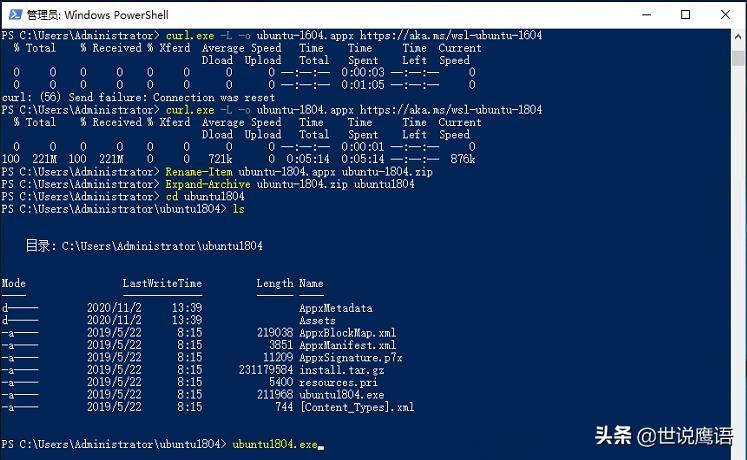 管理员: Windows PowerShell
PS C:\Users\Administrator> curl.exe -L -o ubuntu-1604.appx https://aka.ms/wsl-ubuntu-1604
% Total % Received % Xferd Average Speed Time Time Time Current
Dload Upload Total Spent Left Speed
0 0 0 0 0 0 0 0 --:--:-- 0:00:03 --:--:-- 0
0 0 0 0 0 0 0 0 --:--:-- 0:01:05 --:--:-- 0
curl: (56) Send failure: Connection was reset
PS C:\Users\Administrator> curl.exe -L -o ubuntu-1804.appx https://aka.ms/wsl-ubuntu-1804
% Total % Received % Xferd Average Speed Time Time Time Current
Dload Upload Total Spent Left Speed
0 0 0 0 0 0 0 0 --:--:-- 0:00:01 --:--:-- 0
100 221M 100 221M 0 0 721k 0 0:05:14 0:05:14 --:--:-- 876k
PS C:\Users\Administrator> Rename-Item ubuntu-1804.appx ubuntu-1804.zip
PS C:\Users\Administrator> Expand-Archive ubuntu-1804.zip ubuntu1804
PS C:\Users\Administrator> cd ubuntu1804
PS C:\Users\Administrator\ubuntu1804> ls
目录: C:\Users\Administrator\ubuntu1804
Mode LastWriteTime Length Name
d----- 2020/11/2 13:39 AppxMetadata
d----- 2020/11/2 13:39 Assets
-a---- 2019/5/22 8:15 219038 AppxBlockMap.xml
-a---- 2019/5/22 8:15 3851 AppxManifest.xml
-a---- 2019/5/22 8:15 11209 AppxSignature.p7x
-a---- 2019/5/22 8:15 231179584 install.tar.gz
-a---- 2019/5/22 8:15 5400 resources.pri
-a---- 2019/5/22 8:15 211968 ubuntu1804.exe
-a---- 2019/5/22 8:15 744 [Content_Types].xml
PS C:\Users\Administrator\ubuntu1804> ubuntu1804.exe
头条 @世说鹰语